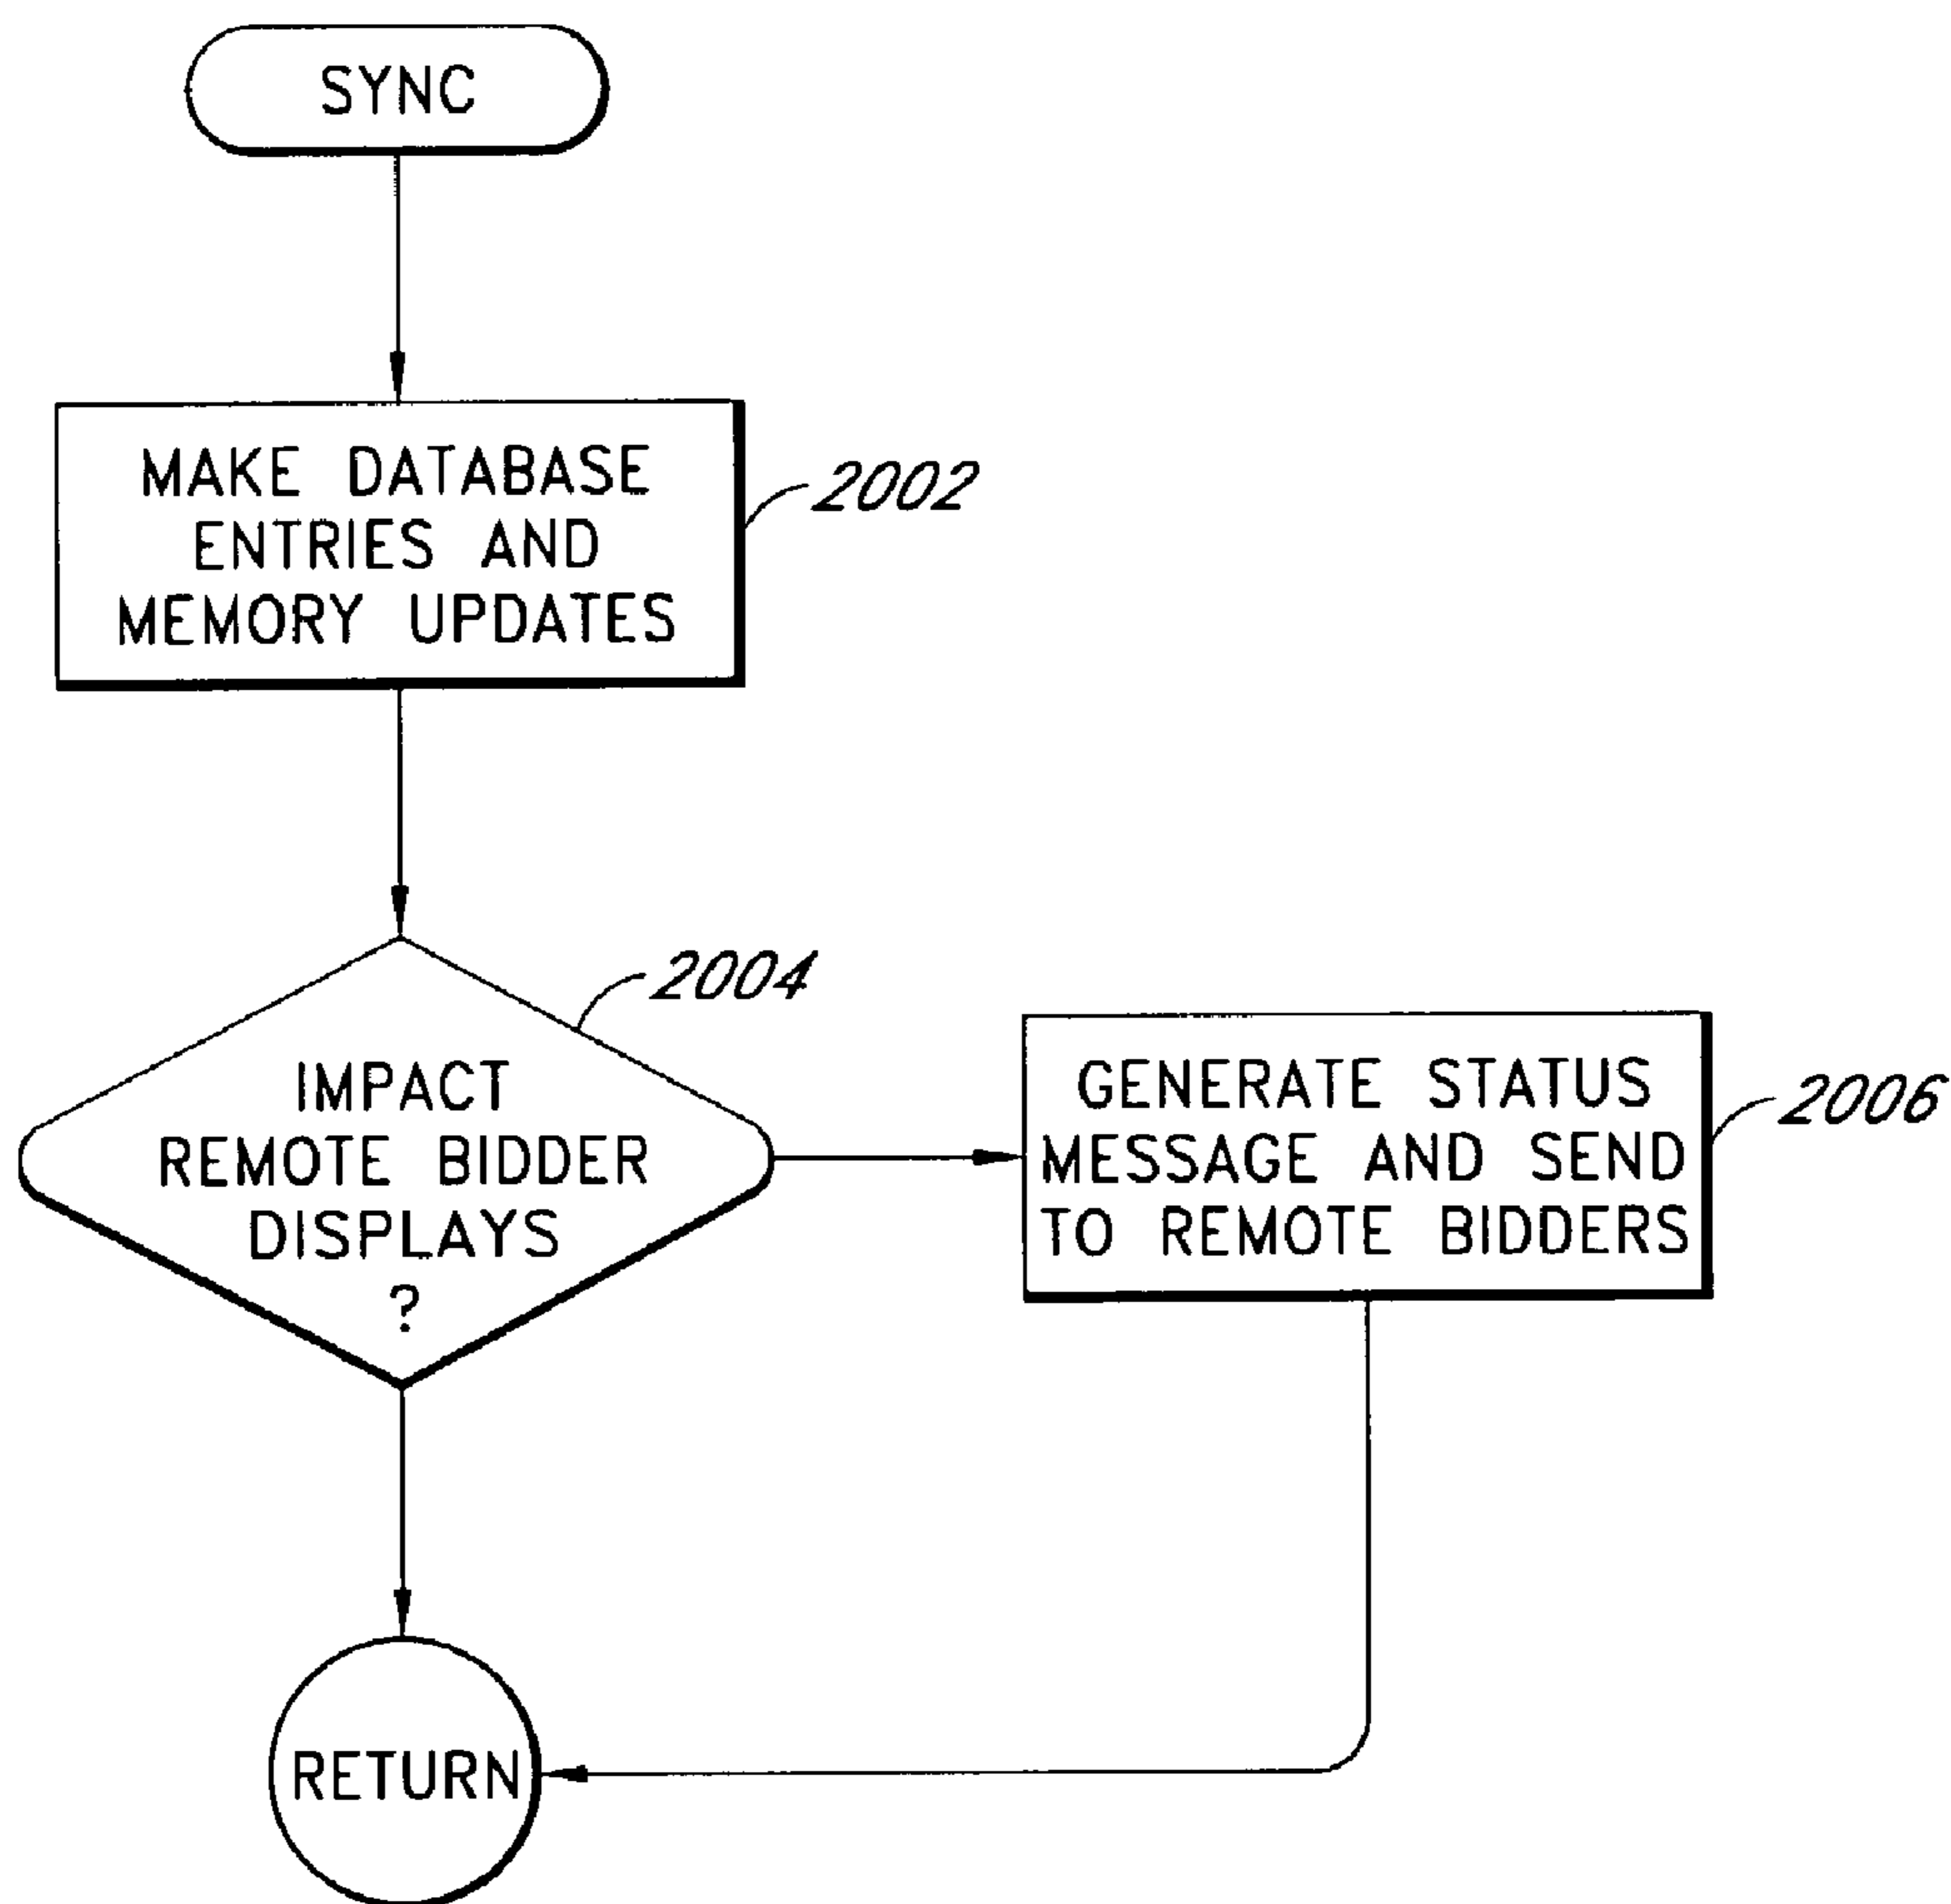 SYNC
MAKE DATABASE
ENTRIES AND
MEMORY UPDATES
2002
2004
IMPACT
REMOTE BIDDER
DISPLAYS
?
GENERATE STATUS
MESSAGE AND SEND
TO REMOTE BIDDERS
2006
RETURN